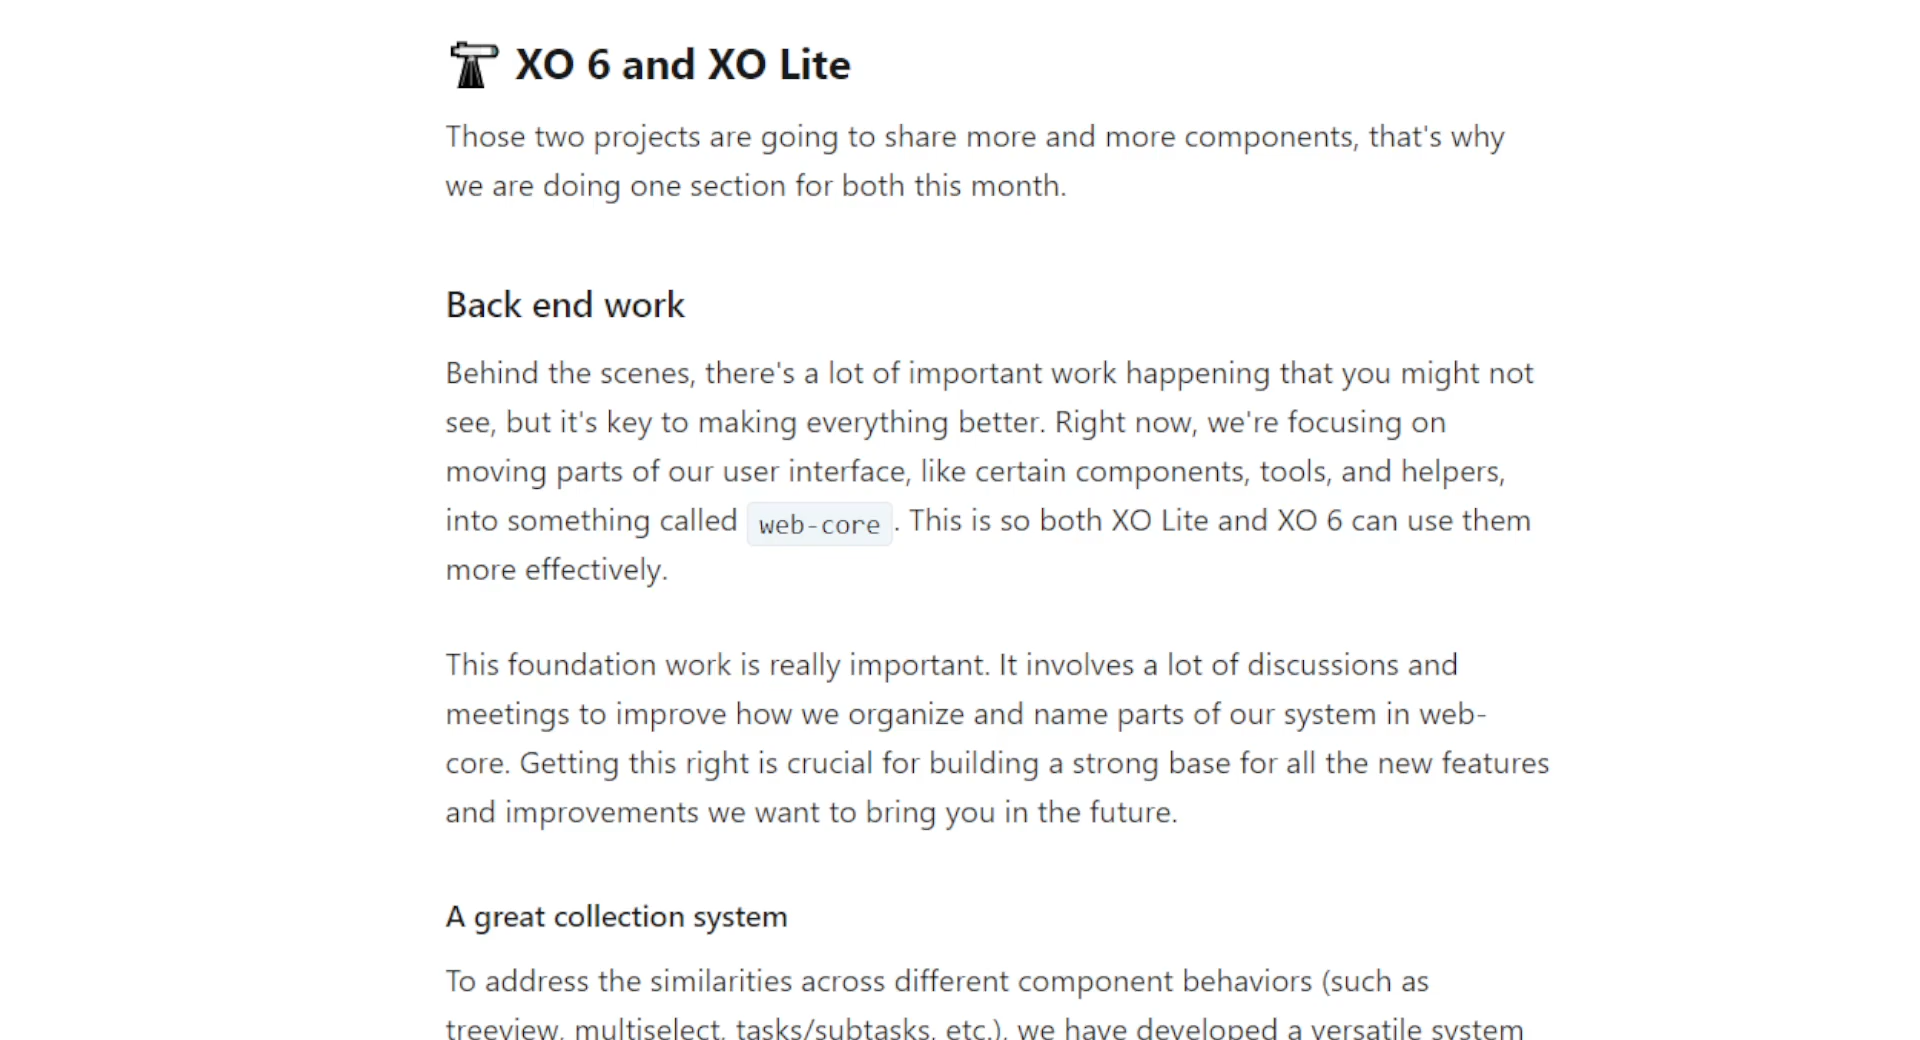 XO 6 and XO Lite
Those two projects are going to share more and more components, that's why
we are doing one section for both this month.
Back end work
Behind the scenes, there's a lot of important work happening that you might not
see, but it's key to making everything better. Right now, we're focusing on
moving parts of our user interface, like certain components, tools, and helpers,
into something called web-core. This is so both XO Lite and XO 6 can use them
more effectively.
This foundation work is really important. It involves a lot of discussions and
meetings to improve how we organize and name parts of our system in web-
core. Getting this right is crucial for building a strong base for all the new features
and improvements we want to bring you in the future.
A great collection system
To address the similarities across different component behaviors (such as
treeview, multiselect, tasks/subtasks, etc.), we have developed a versatile system